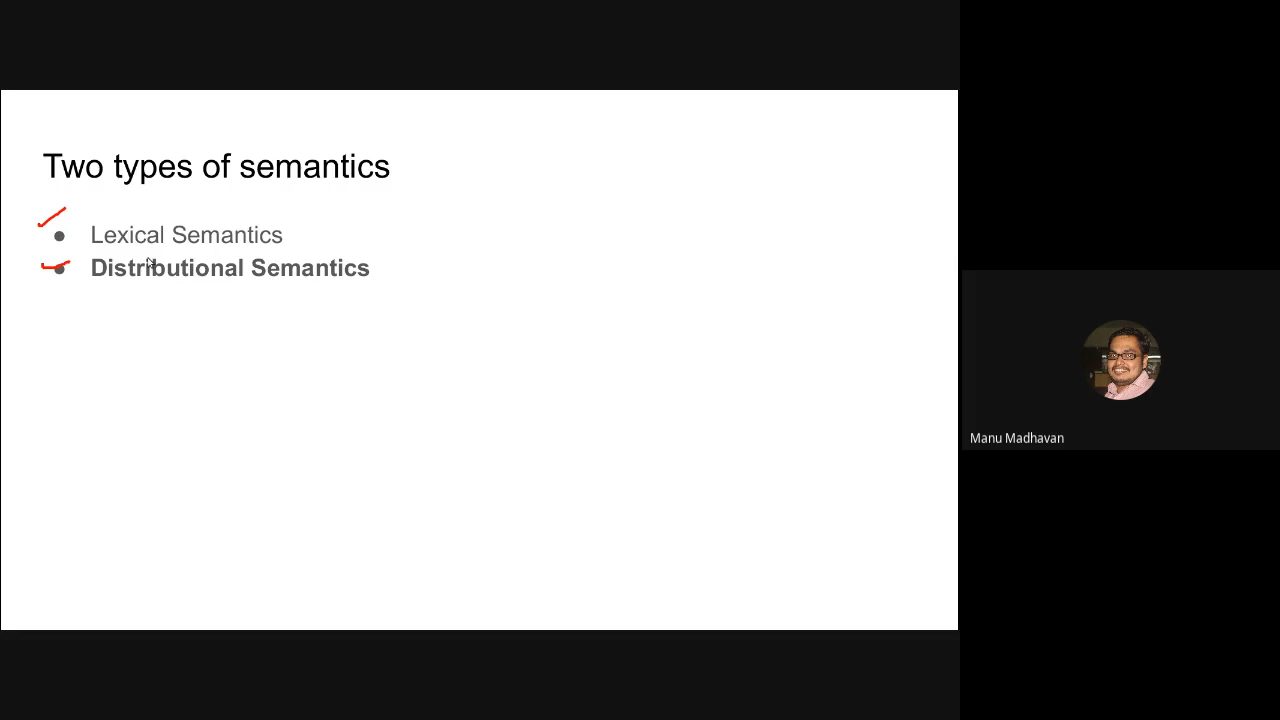 Two types of semantics
Lexical Semantics
Distributional Semantics
Manu Madhavan